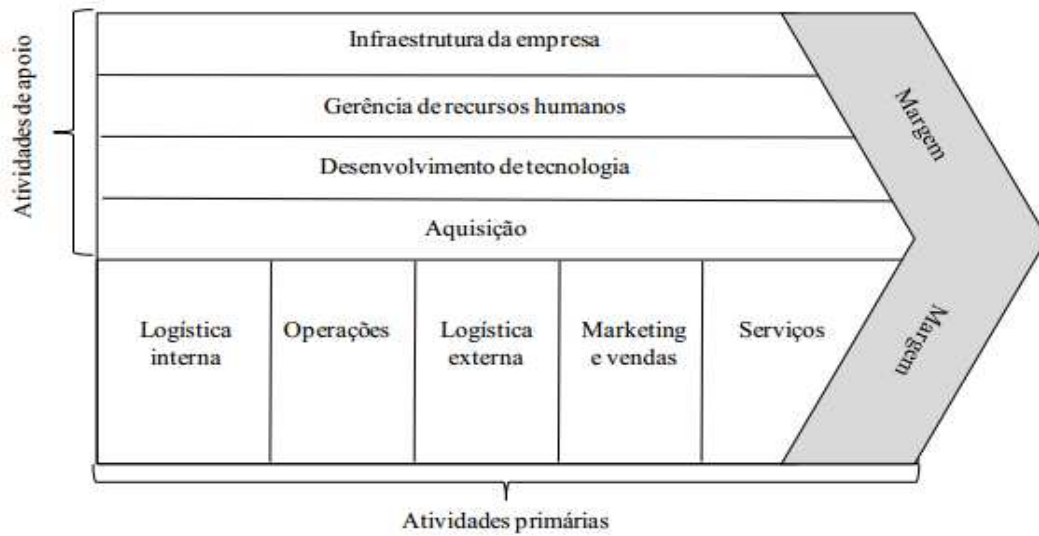 Atividades de apoio
Infraestrutura da empresa
Gerência de recursos humanos
Desenvolvimento de tecnologia
Aquisição
Margem
Logística
interna
Operações
Logística
externa
Marketing
e vendas
Serviços
Margem
Atividades primárias